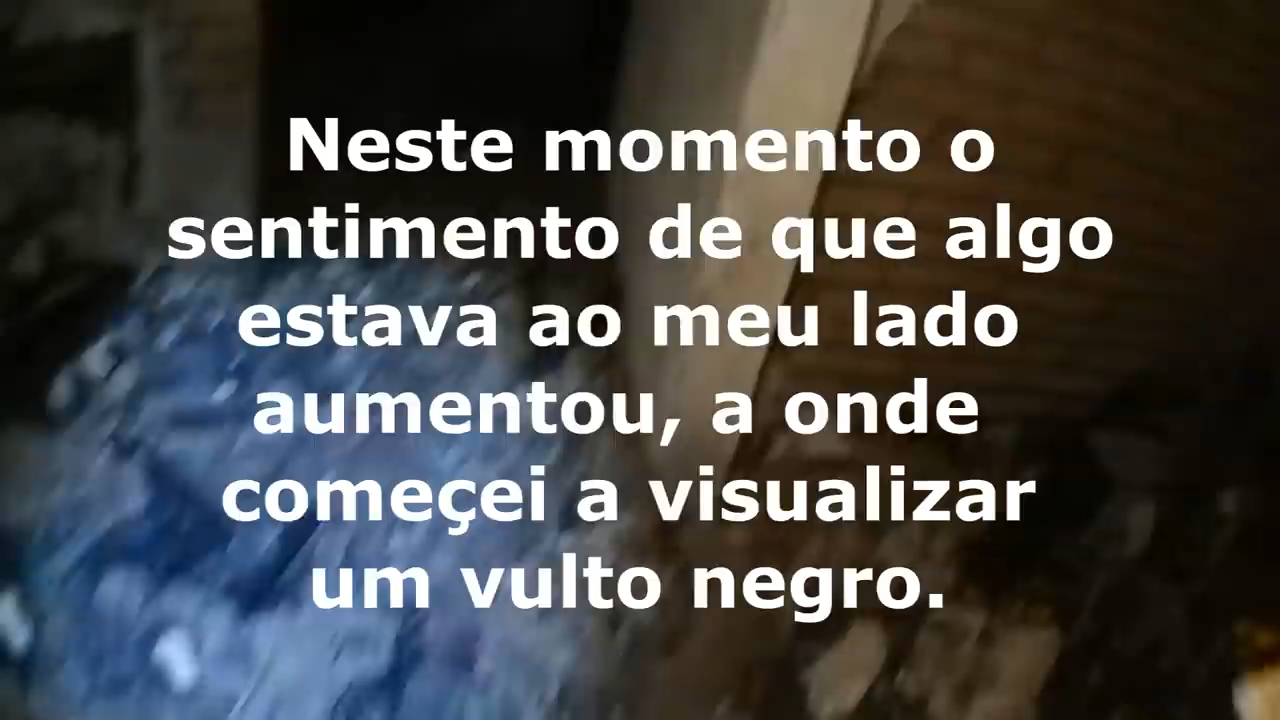 Neste momento o
sentimento de que algo
estava ao meu lado
aumentou, a onde
começei a visualizar
um vulto negro.